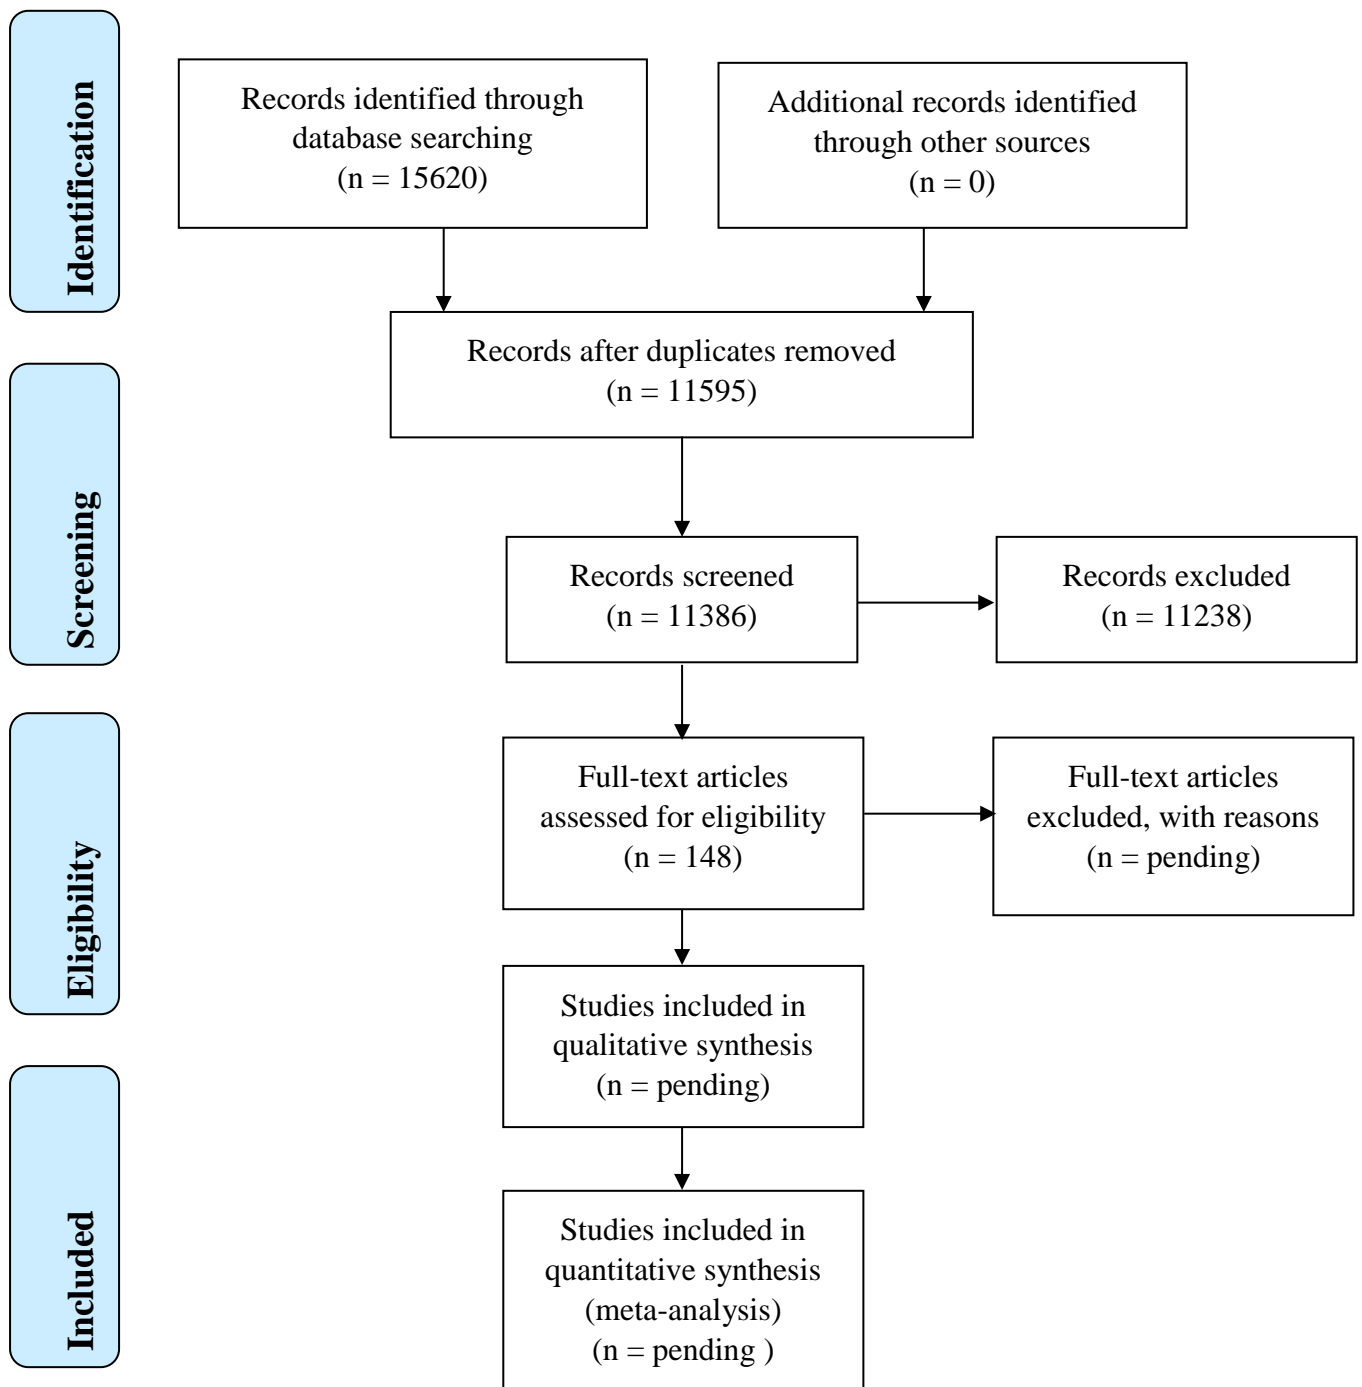 Identification
Records identified through
database searching
(n = 15620)
Additional records identified
through other sources
(n = 0)
Records after duplicates removed
(n = 11595)
Screening
Records screened
(n = 11386)
Records excluded
(n = 11238)
Eligibility
Full-text articles
assessed for eligibility
(n = 148)
Full-text articles
excluded, with reasons
(n = pending)
Studies included in
qualitative synthesis
(n = pending)
Included
Studies included in
quantitative synthesis
(meta-analysis)
(n = pending )